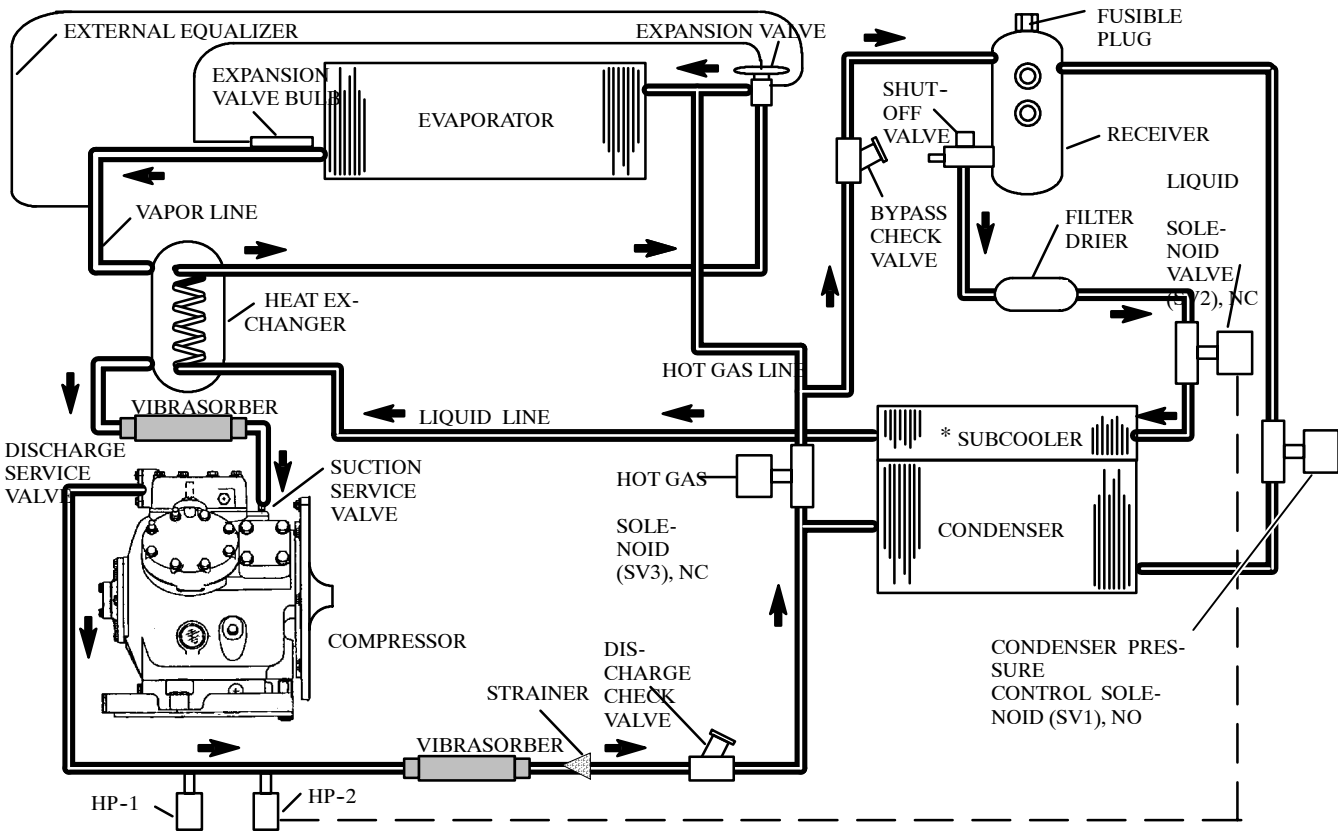 EXTERNAL EQUALIZER
EXPANSION VALVE
FUSIBLE
PLUG
EXPANSION
VALVE BULB
EVAPORATOR
SHUT-
OFF
VALVE
RECEIVER
VAPOR LINE
BYPASS
CHECK
VALVE
FILTER
DRIER
LIQUID
SOLE-
NOID
VALVE
(SV2), NC
HEAT EX-
CHANGER
HOT GAS LINE
VIBRASORBER
LIQUID LINE
* SUBCOOLER
DISCHARGE
SERVICE
VALVE
SUCTION
SERVICE
VALVE
HOT GAS
SOLE-
NOID
(SV3), NC
CONDENSER
COMPRESSOR
DIS-
CHARGE
CHECK
VALVE
CONDENSER PRES-
SURE
CONTROL SOLE-
NOID (SV1), NO
STRAINER
VIBRASORBER
HP-1
HP-2